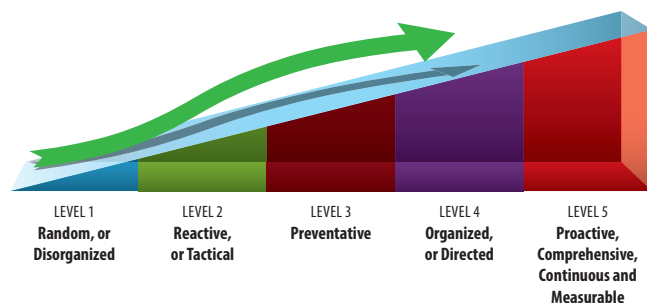 LEVEL 1
Random, or
Disorganized
LEVEL 2
Reactive,
or Tactical
LEVEL 3
Preventative
LEVEL 4
Organized,
or Directed
LEVEL 5
Proactive,
Comprehensive,
Continuous and
Measurable